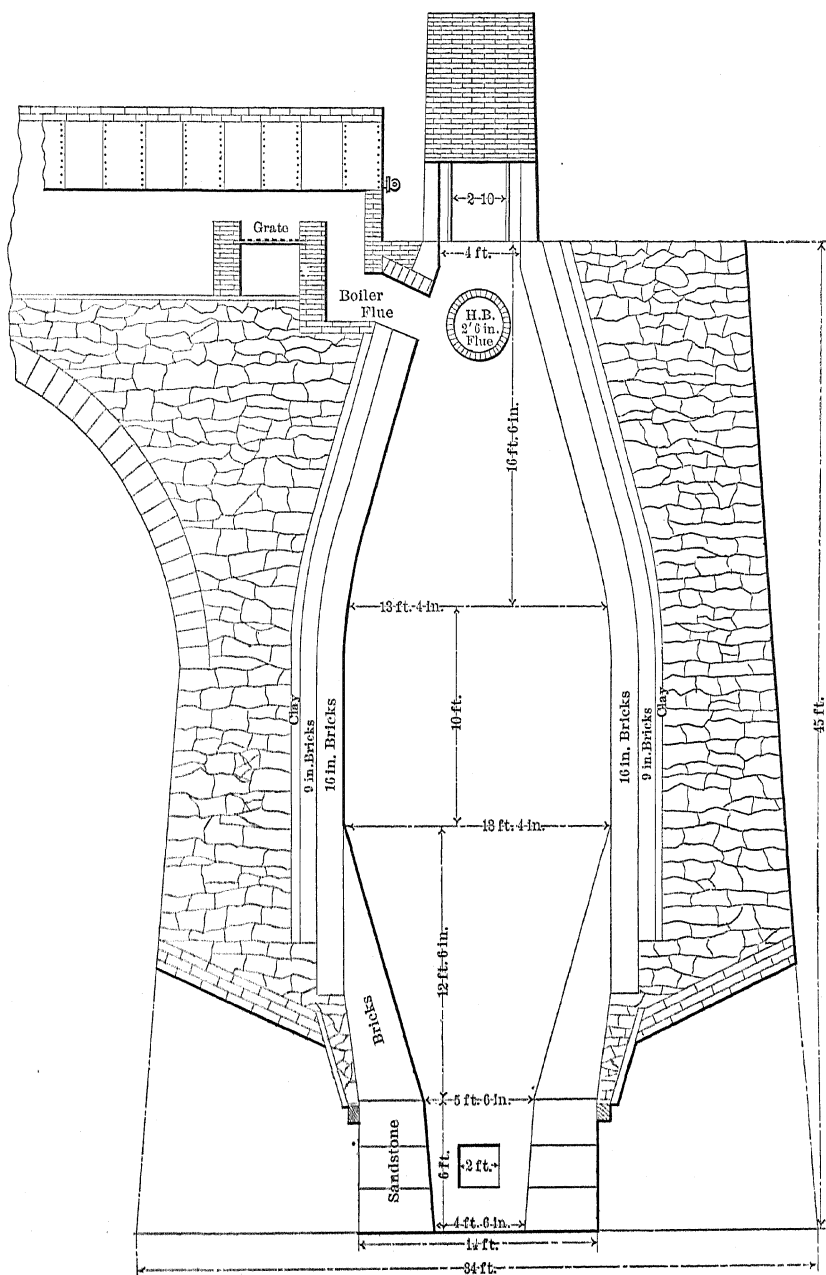 2-10
Grate
4 ft.
Boiler
Flue
H.B.
2' 6 in.
Flue
16 ft. 6 in.
13 ft. 4 in.
Clay
9 in. Bricks
16 in. Bricks
10 ft.
16 in. Bricks
9 in. Bricks
Clay
45 ft.
13 ft. 4 in.
12 ft. 6 in.
Bricks
5 ft. 6 in.
Sandstone
6 ft.
2 ft.
4 ft. 6 in.
34 ft.